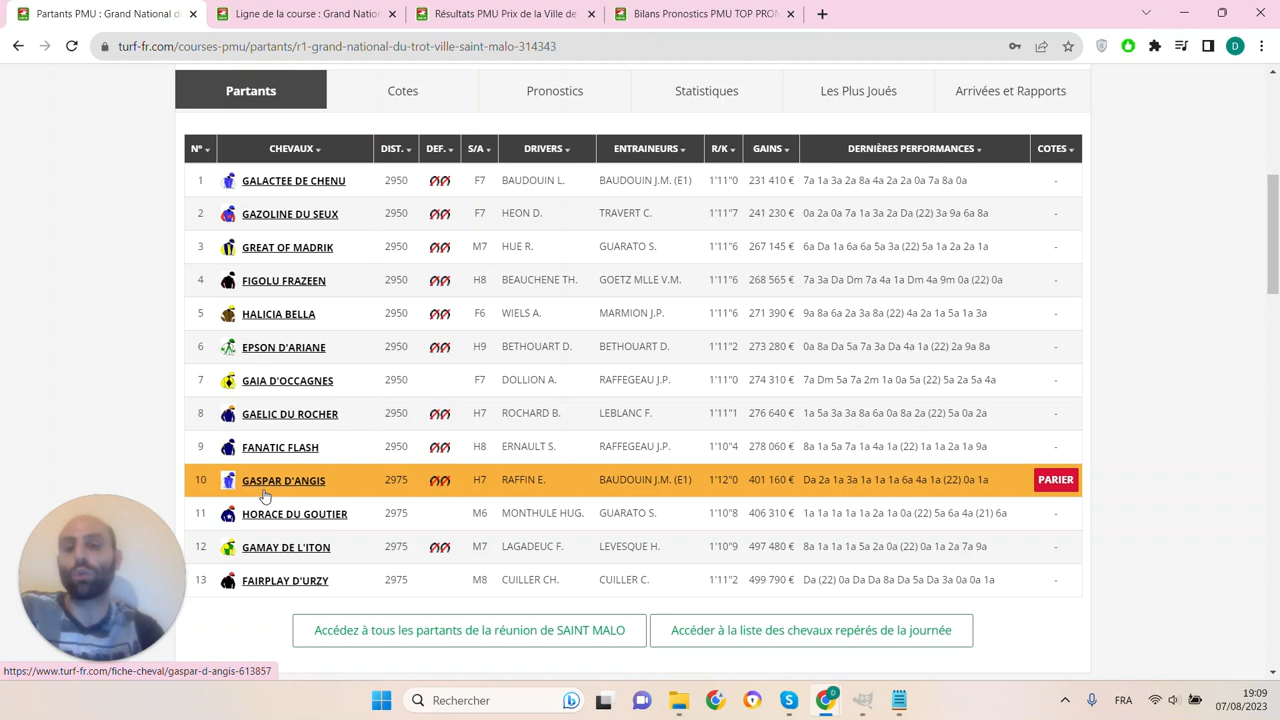 Partants PMU : Grand National d
Ligne de la course : Grand Nation
Résultats PMU Prix de la Ville de
Bilans Pronostics PMU TOP PRON
turf-fr.com/courses-pmu/partants/r1-grand-national-du-trot-ville-saint-malo-314343
D
Partants Cotes Pronostics Statistiques Les Plus Joués Arrivées et Rapports
N° CHEVAUX DIST. DEF. S/A DRIVERS ENTRAINEURS R/K GAINS DERNIÈRES PERFORMANCES COTES
1 GALACTEE DE CHENU 2950 F7 BAUDOUIN L. BAUDOUIN J.M. (E1) 1'11"0 231 410 € 7a 1a 3a 2a 8a 4a 2a 2a 0a 7a 8a 0a -
2 GAZOLINE DU SEUX 2950 F7 HEON D. TRAVERT C. 1'11"7 241 230 € 0a 2a 0a 7a 1a 3a 2a Da (22) 3a 9a 6a 8a -
3 GREAT OF MADRIK 2950 M7 HUE R. GUARATO S. 1'11"6 267 145 € 6a Da 1a 6a 6a 5a 3a (22) 5a 1a 2a 2a 1a -
4 FIGOLU FRAZEEN 2950 H8 BEAUCHENE TH. GOETZ MLLE V.M. 1'11"6 268 565 € 7a 3a Da Dm 7a 4a 1a Dm 4a 9m 0a (22) 0a -
5 HALICIA BELLA 2950 F6 WIELS A. MARMION J.P. 1'11"6 271 390 € 9a 8a 6a 2a 3a 8a (22) 4a 2a 1a 5a 1a 3a -
6 EPSON D'ARIANE 2950 H9 BETHOUART D. BETHOUART D. 1'11"2 273 280 € 0a 8a Da 5a 7a 3a Da 4a 1a (22) 2a 9a 8a -
7 GAIA D'OCCAGNES 2950 F7 DOLLION A. RAFFEGEAU J.P. 1'11"0 274 310 € 7a Dm 5a 7a 2m 1a 0a 5a (22) 5a 2a 5a 4a -
8 GAELIC DU ROCHER 2950 H7 ROCHARD B. LEBLANC F. 1'11"1 276 640 € 1a 5a 3a 3a 8a 6a 0a 8a 2a (22) 5a 0a 2a -
9 FANATIC FLASH 2950 H8 ERNAULT S. RAFFEGEAU J.P. 1'10"4 278 060 € 8a 1a 5a 7a 1a 4a 1a (22) 1a 1a 2a 1a 9a -
10 GASPAR D'ANGIS 2975 H7 RAFFIN E. BAUDOUIN J.M. (E1) 1'12"0 401 160 € Da 2a 1a 3a 1a 1a 1a 6a 4a 1a (22) 0a 1a PARIER
11 HORACE DU GOUTIER 2975 M6 MONTHULE HUG. GUARATO S. 1'10"8 406 310 € 1a 1a 1a 1a 2a 1a 0a (22) 5a 6a 4a (21) 6a -
12 GAMAY DE L'ITON 2975 M7 LAGADEUC F. LEVESQUE H. 1'10"9 497 480 € 8a 1a 1a 1a 5a 2a 0a (22) 0a 1a 2a 7a 9a -
13 FAIRPLAY D'URZY 2975 M8 CUILLER CH. CUILLER C. 1'11"2 499 790 € Da (22) 0a Da Da 8a Da 5a Da 3a 0a 0a 1a -
Accédez à tous les partants de la réunion de SAINT MALO
Accéder à la liste des chevaux repérés de la journée
https://www.turf-fr.com/fiche-cheval/gaspar-d-angis-613857
Rechercher
FRA
19:09
07/08/2023